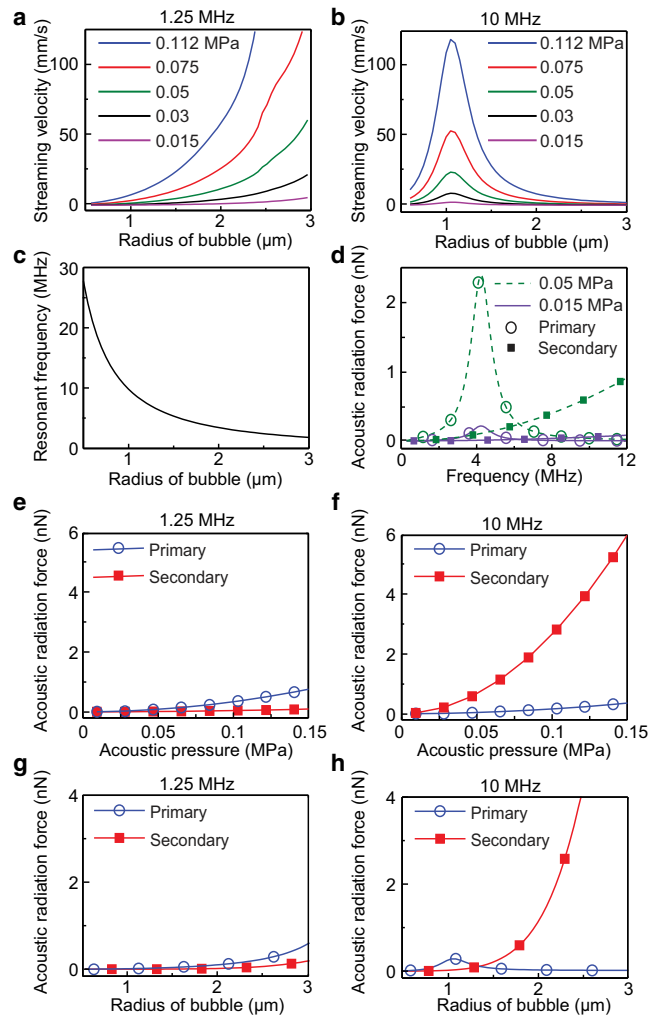 a
1.25 MHz
Streaming velocity (mm/s)
100
50
0
0.112 MPa
0.075
0.05
0.03
0.015
1 2 3
Radius of bubble (µm)
b
10 MHz
Streaming velocity (mm/s)
100
50
0
0.112 MPa
0.075
0.05
0.03
0.015
1 2 3
Radius of bubble (µm)
c
Resonant frequency (MHz)
30
20
10
0
1 2 3
Radius of bubble (µm)
d
Acoustic radiation force (nN)
2
1
0
0.05 MPa
0.015 MPa
Primary
Secondary
0 4 8 12
Frequency (MHz)
e
1.25 MHz
Acoustic radiation force (nN)
6
4
2
0
Primary
Secondary
0 0.05 0.1 0.15
Acoustic pressure (MPa)
f
10 MHz
Acoustic radiation force (nN)
6
4
2
0
Primary
Secondary
0 0.05 0.1 0.15
Acoustic pressure (MPa)
g
1.25 MHz
Acoustic radiation force (nN)
4
2
0
Primary
Secondary
1 2 3
Radius of bubble (µm)
h
10 MHz
Acoustic radiation force (nN)
4
2
0
Primary
Secondary
1 2 3
Radius of bubble (µm)